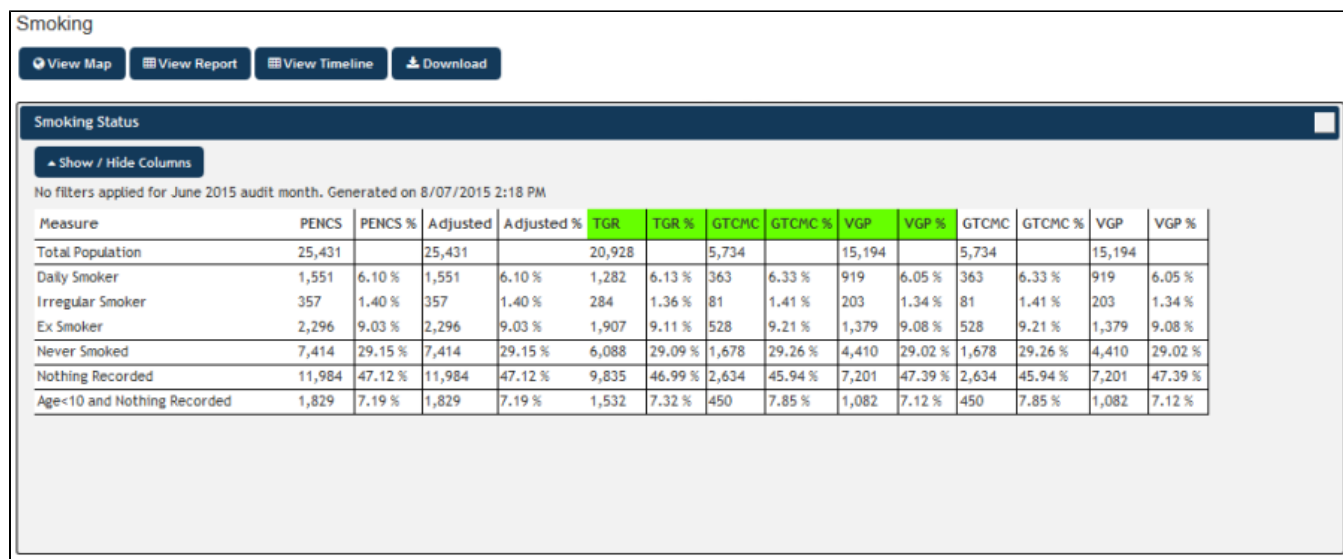 Smoking
View Map View Report View Timeline Download
Smoking Status
Show / Hide Columns
No filters applied for June 2015 audit month. Generated on 8/07/2015 2:18 PM
Measure PENCS PENCS % Adjusted Adjusted % TGR TGR % GTCMC GTCMC % VGP VGP % GTCMC GTCMC % VGP VGP %
Total Population 25,431 25,431 20,928 5,734 15,194 5,734 15,194
Daily Smoker 1,551 6.10 % 1,551 6.10 % 1,282 6.13 % 363 6.33 % 919 6.05 % 363 6.33 % 919 6.05 %
Irregular Smoker 357 1.40 % 357 1.40 % 284 1.36 % 81 1.41 % 203 1.34 % 81 1.41 % 203 1.34 %
Ex Smoker 2,296 9.03 % 2,296 9.03 % 1,907 9.11 % 528 9.21 % 1,379 9.08 % 528 9.21 % 1,379 9.08 %
Never Smoked 7,414 29.15 % 7,414 29.15 % 6,088 29.09 % 1,678 29.26 % 4,410 29.02 % 1,678 29.26 % 4,410 29.02 %
Nothing Recorded 11,984 47.12 % 11,984 47.12 % 9,835 46.99 % 2,634 45.94 % 7,201 47.39 % 2,634 45.94 % 7,201 47.39 %
Age<10 and Nothing Recorded 1,829 7.19 % 1,829 7.19 % 1,532 7.32 % 450 7.85 % 1,082 7.12 % 450 7.85 % 1,082 7.12 %